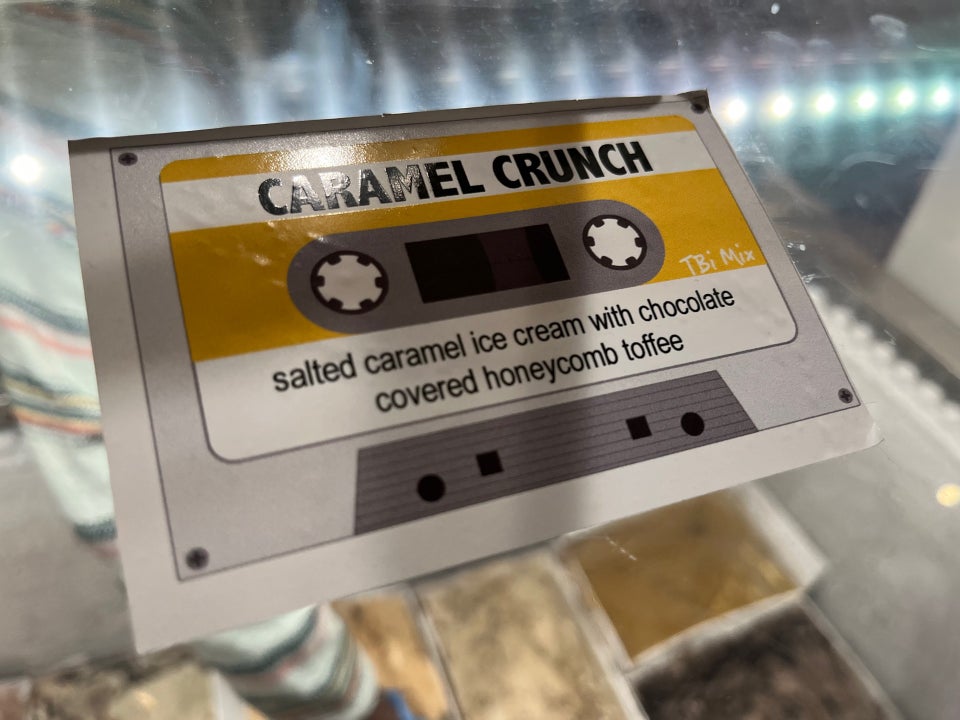 CARAMEL CRUNCH
TBi Mix
salted caramel ice cream with chocolate
covered honeycomb toffee